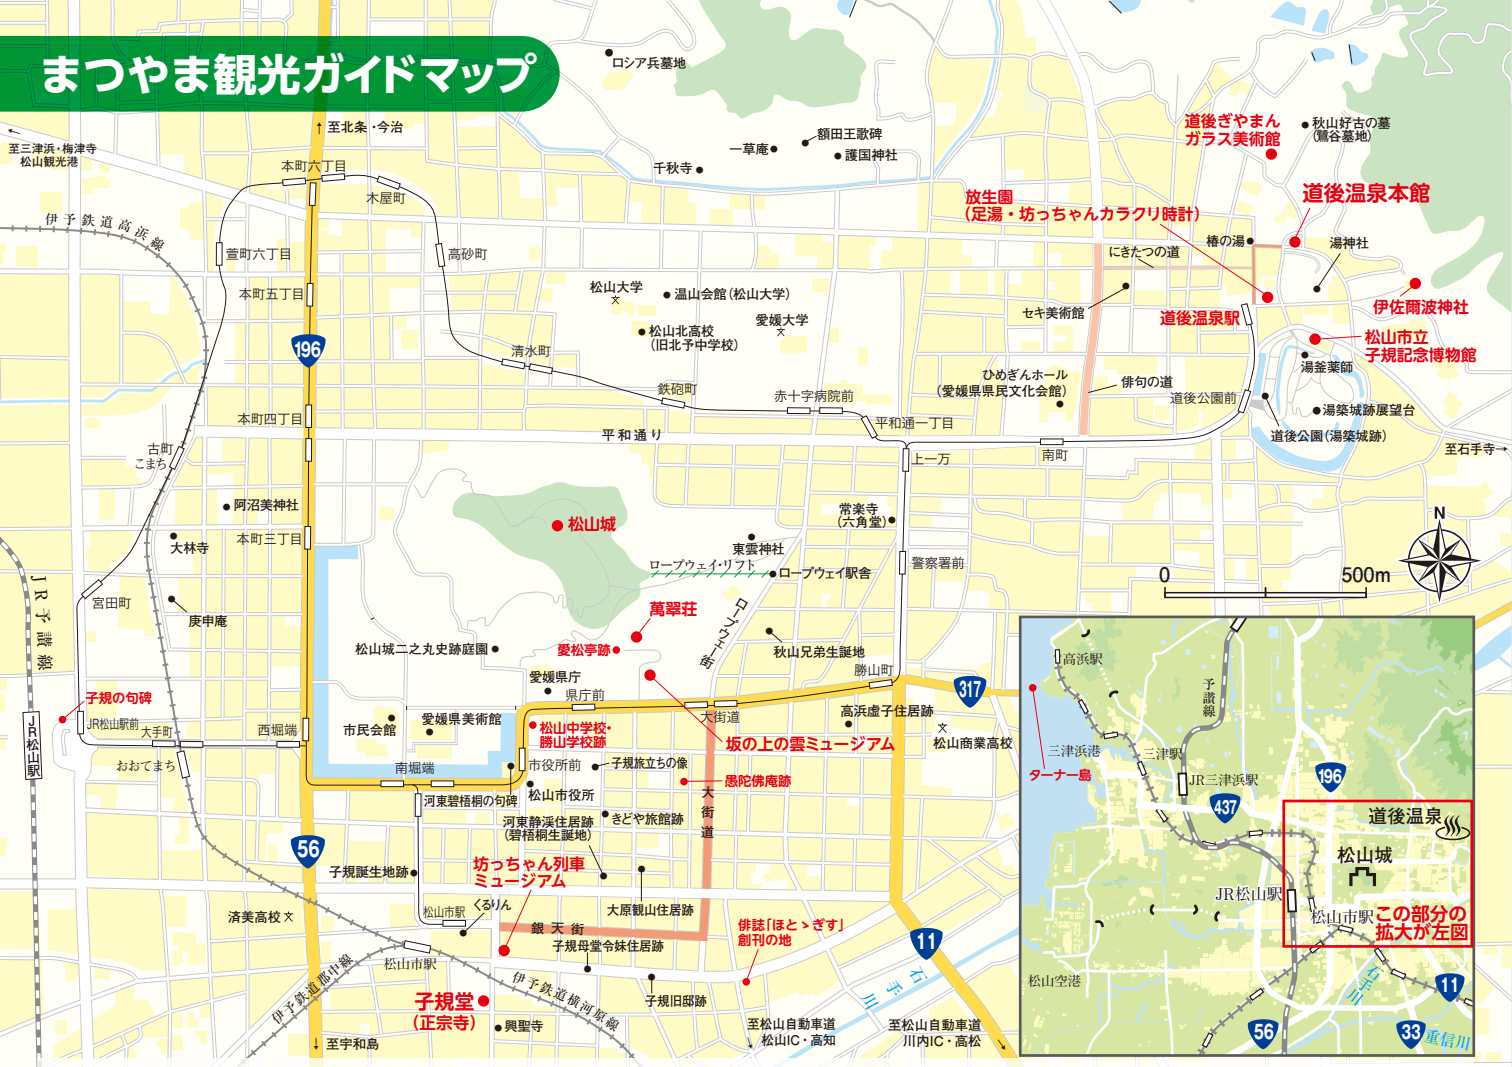 まつやま観光ガイドマップ
ロシア兵墓地
↑至北条・今治
←
至三津浜・梅津寺
松山観光港
本町六丁目
木屋町
伊予鉄道高浜線
萱町六丁目
高砂町
本町五丁目
196
一草庵
額田王歌碑
護国神社
千秋寺
道後ぎやまん
ガラス美術館
秋山好古の墓
(鷺谷墓地)
放生園
(足湯・坊っちゃんカラクリ時計)
道後温泉本館
椿の湯
湯神社
にきたつの道
セキ美術館
道後温泉駅
伊佐爾波神社
松山市立
子規記念博物館
湯釜薬師
湯築城跡展望台
道後公園(湯築城跡)
道後公園前
至石手寺→
松山大学
温山会館(松山大学)
松山北高校
(旧北予中学校)
愛媛大学
清水町
鉄砲町
赤十字病院前
ひめぎんホール
(愛媛県県民文化会館)
俳句の道
平和通一丁目
平和通り
上一万
南町
本町四丁目
古町
こまち
阿沼美神社
大林寺
本町三丁目
宮田町
庚申庵
JR予讃線
松山城
常楽寺
(六角堂)
東雲神社
ロープウェイ・リフト
ロープウェイ駅舎
警察署前
N
0
500m
萬翠荘
愛松亭跡
松山城二之丸史跡庭園
ロープウェー街
秋山兄弟生誕地
勝山町
愛媛県庁
県庁前
317
子規の句碑
JR松山駅前
JR松山駅
大手町
おおてまち
西堀端
市民会館
愛媛県美術館
松山中学校・
勝山学校跡
大街道
高浜虚子住居跡
松山商業高校
坂の上の雲ミュージアム
南堀端
市役所前
子規旅立ちの像
愚陀佛庵跡
河東碧梧桐の句碑
松山市役所
大街道
河東静渓住居跡
(碧梧桐生誕地)
きどや旅館跡
56
子規誕生地跡
坊っちゃん列車
ミュージアム
くるりん
松山市駅
済美高校
大原観山住居跡
銀天街
俳誌「ほとゝぎす」
創刊の地
子規母堂令妹住居跡
松山市駅
伊予鉄道郡中線
伊予鉄道横河原線
子規堂
(正宗寺)
興聖寺
子規旧邸跡
石手川
11
↓至宇和島
至松山自動車道
松山IC・高知
至松山自動車道
川内IC・高松
高浜駅
予讃線
三津浜港
三津駅
ターナー島
JR三津浜駅
437
196
道後温泉
松山城
JR松山駅
松山市駅
この部分の
拡大が左図
松山空港
石手川
11
56
33
重信川